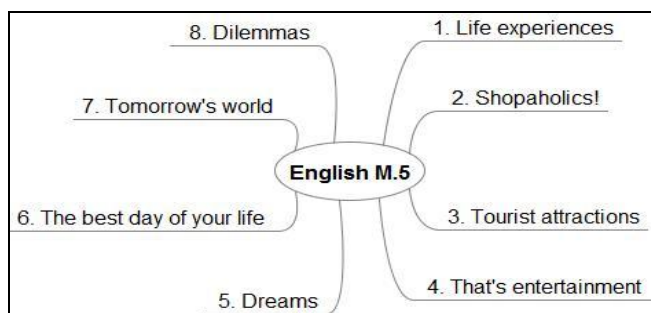 8. Dilemmas
1. Life experiences
7. Tomorrow's world
2. Shopaholics!
English M.5
6. The best day of your life
3. Tourist attractions
4. That's entertainment
5. Dreams